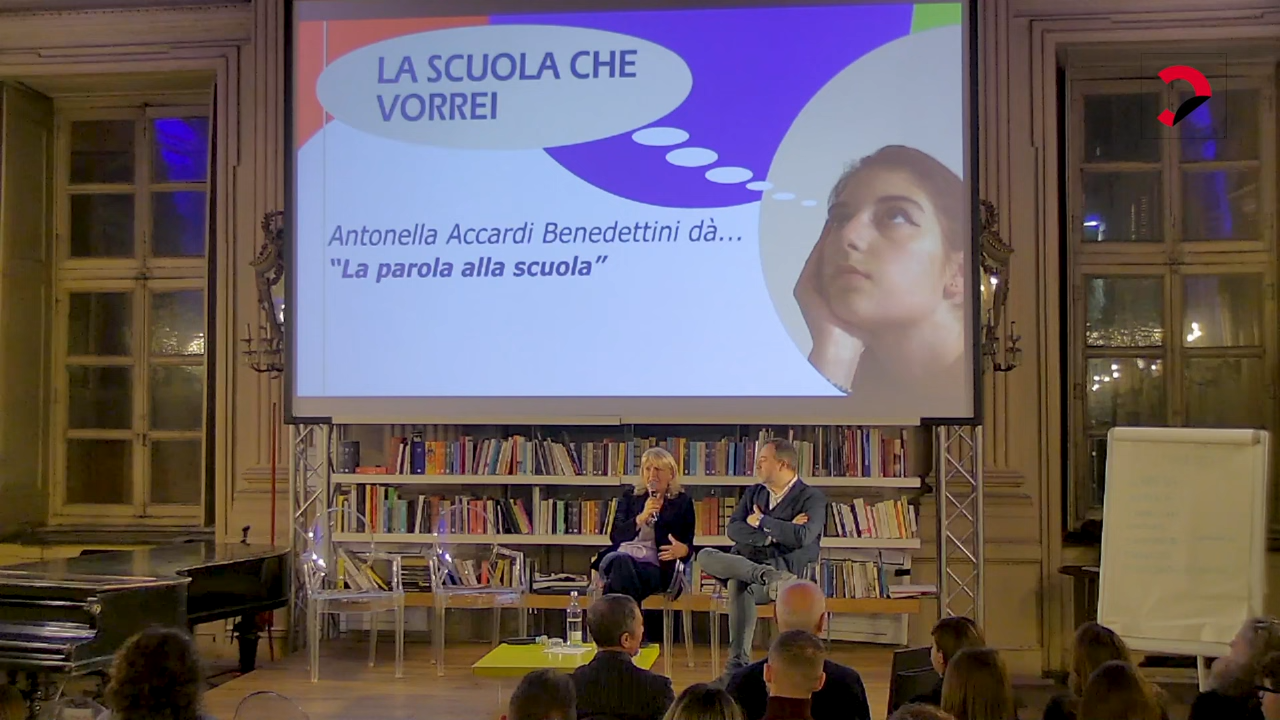 LA SCUOLA CHE
VORREI
Antonella Accardi Benedettini dà...
“La parola alla scuola”